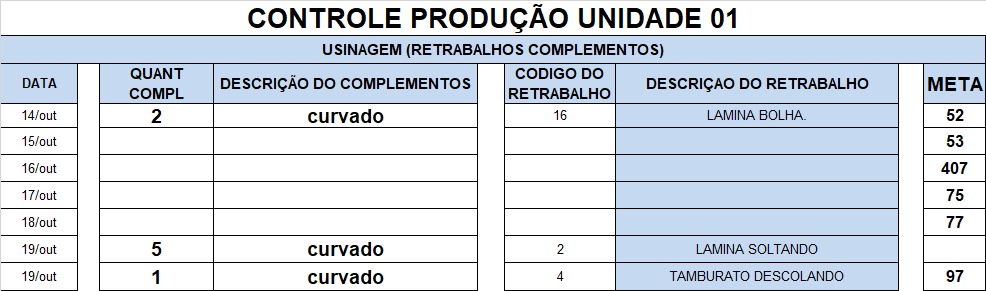 CONTROLE PRODUÇÃO UNIDADE 01
USINAGEM (RETRABALHOS COMPLEMENTOS)
DATA QUANT COMPL DESCRIÇÃO DO COMPLEMENTOS CODIGO DO RETRABALHO DESCRIÇAO DO RETRABALHO META
14/out 2 curvado 16 LAMINA BOLHA. 52
15/out 53
16/out 407
17/out 75
18/out 77
19/out 5 curvado 2 LAMINA SOLTANDO
19/out 1 curvado 4 TAMBURATO DESCOLANDO 97